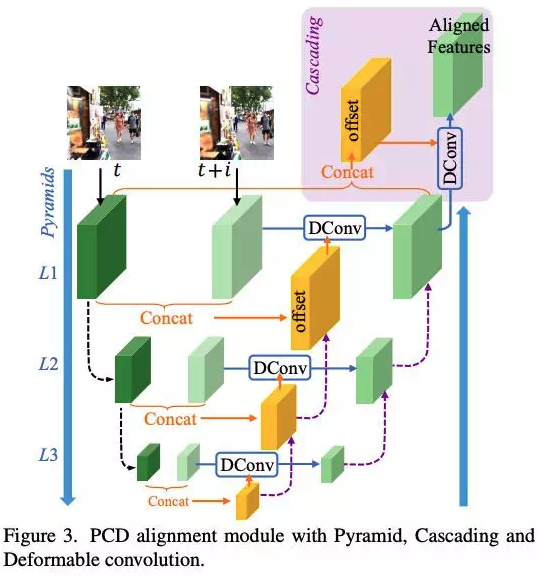 Cascading
Aligned
Features
offset
DConv
Concat
t
t+i
Pyramids
L1
DConv
offset
Concat
L2
DConv
Concat
L3
DConv
Concat
Figure 3. PCD alignment module with Pyramid, Cascading and
Deformable convolution.